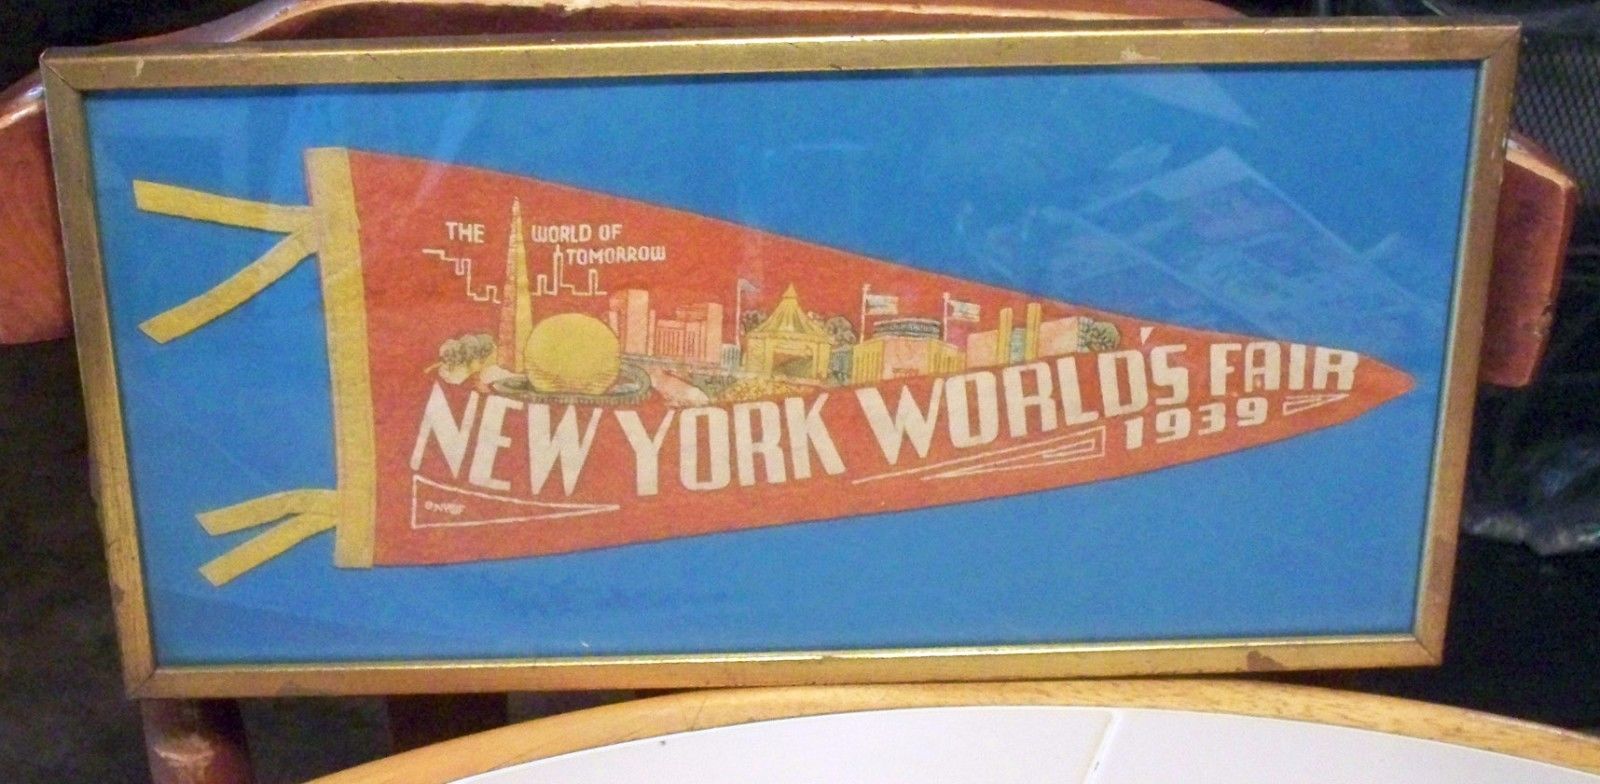 THE WORLD OF
TOMORROW
NEW YORK WORLD'S FAIR
1939
©NYWF